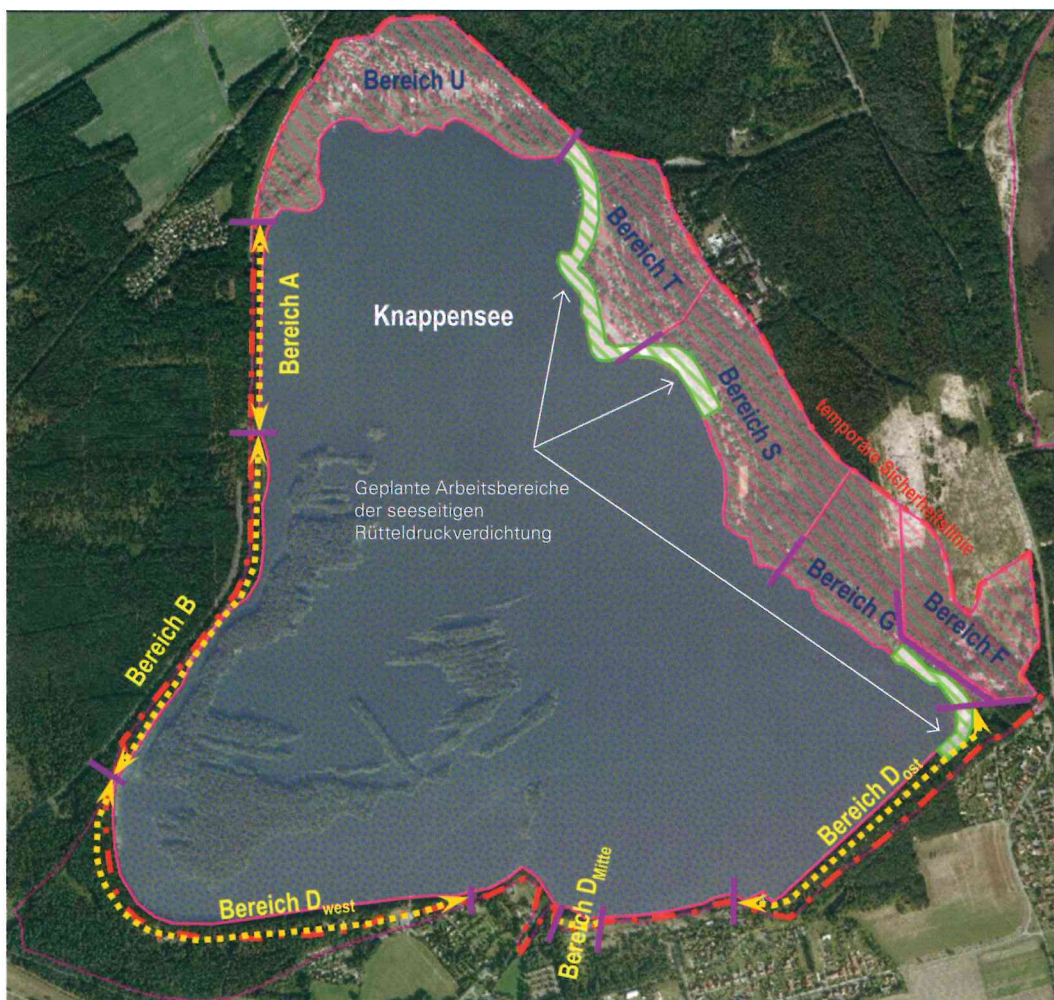 Bereich U
Bereich T
Bereich A
Knappensee
Bereich S
temporäre Sicherheitslinie
Geplante Arbeitsbereiche
der seeseitigen
Rütteldruckverdichtung
Bereich G
Bereich F
Bereich B
Bereich Dost
Bereich DMitte
Bereich Dwest